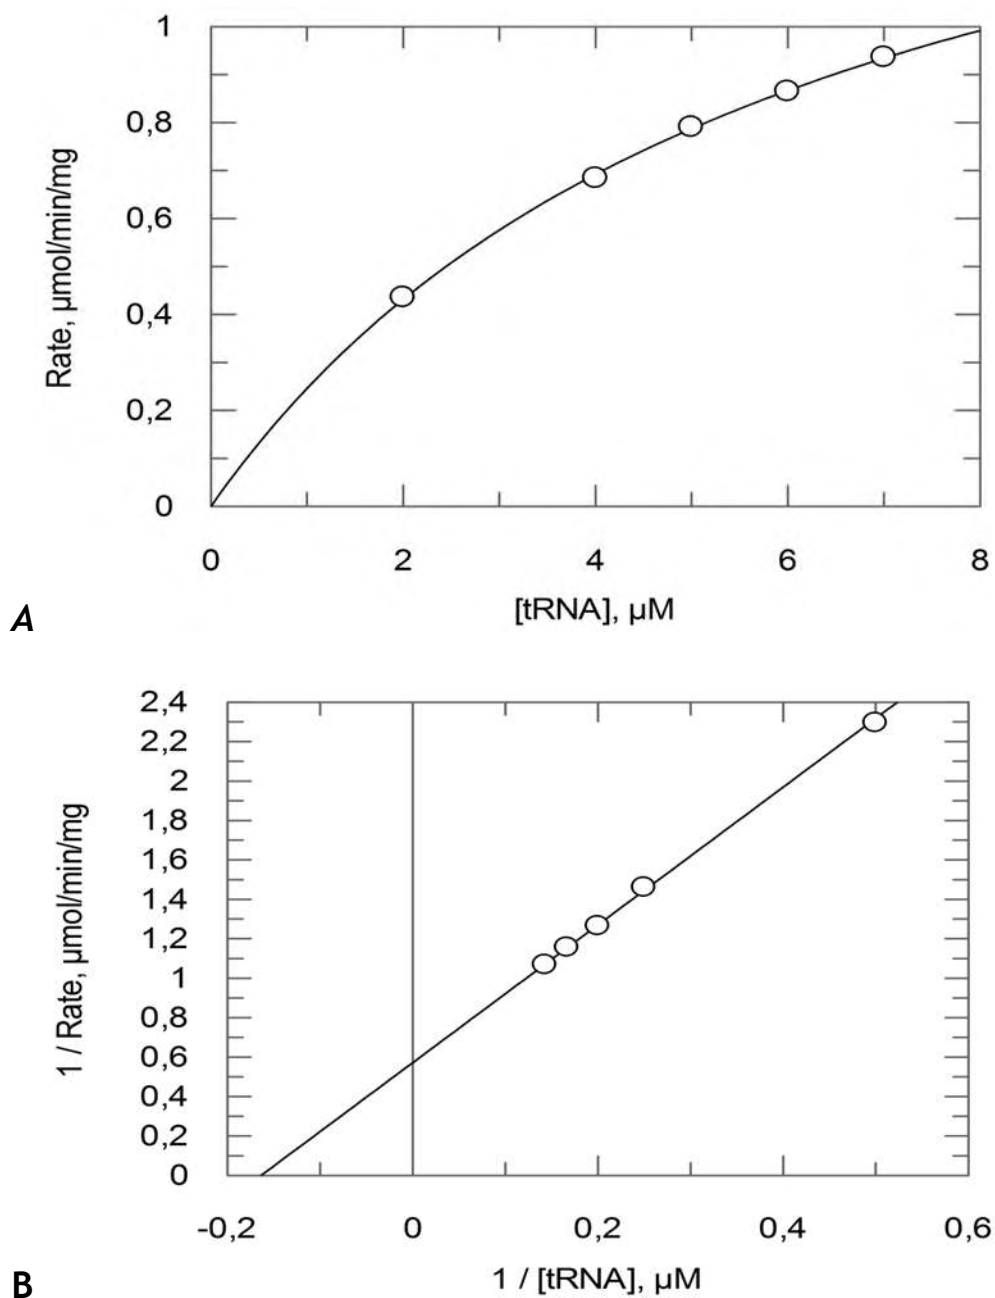 A
1
0,8
0,6
0,4
0,2
0
Rate, µmol/min/mg
0 2 4 6 8
[tRNA], µM
B
2,4
2,2
2
1,8
1,6
1,4
1,2
1
0,8
0,6
0,4
0,2
0
1 / Rate, µmol/min/mg
-0,2 0 0,2 0,4 0,6
1 / [tRNA], µM